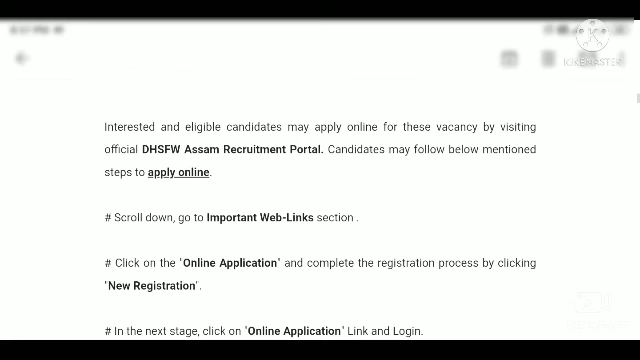 KINEMASTER
Interested and eligible candidates may apply online for these vacancy by visiting
official DHSFW Assam Recruitment Portal. Candidates may follow below mentioned
steps to apply online.
# Scroll down, go to Important Web-Links section .
# Click on the "Online Application" and complete the registration process by clicking
"New Registration".
# In the next stage, click on "Online Application" Link and Login.